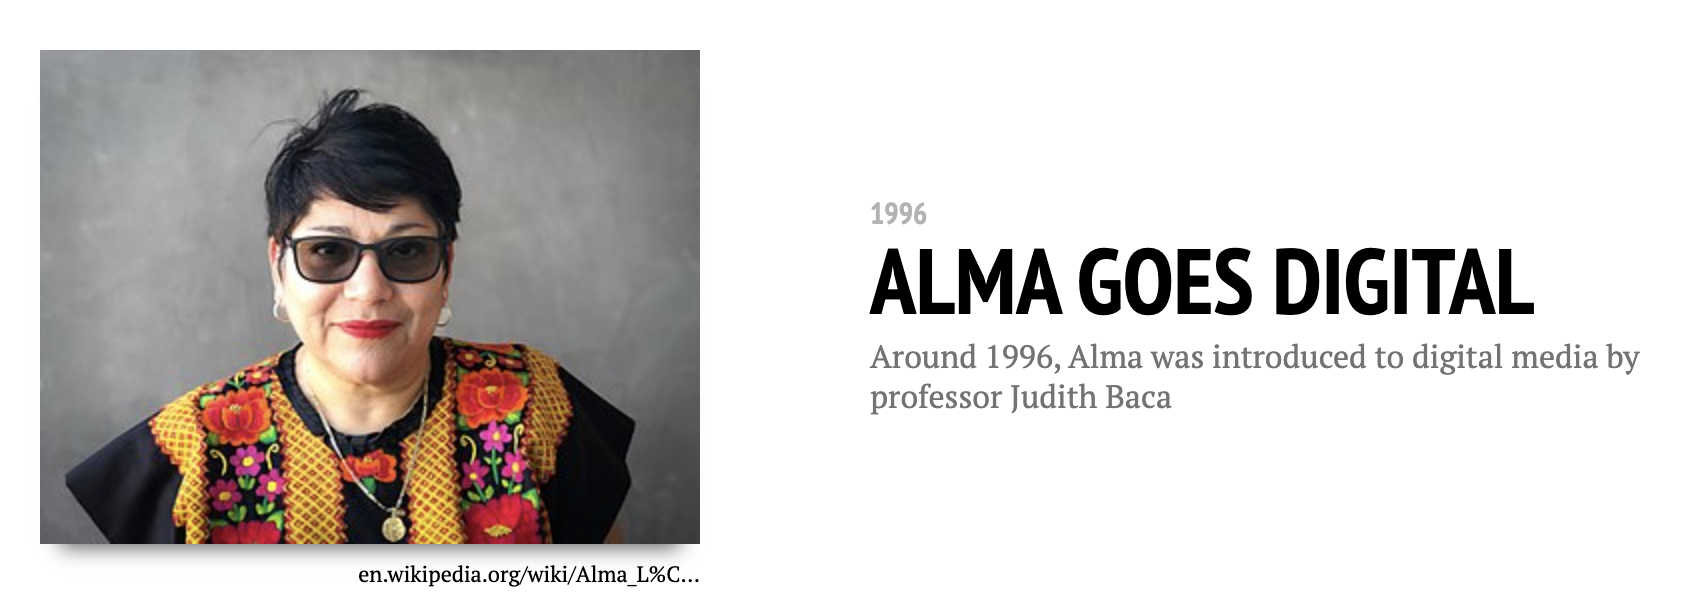 1996
ALMA GOES DIGITAL
Around 1996, Alma was introduced to digital media by
professor Judith Baca
en.wikipedia.org/wiki/Alma_L%C...